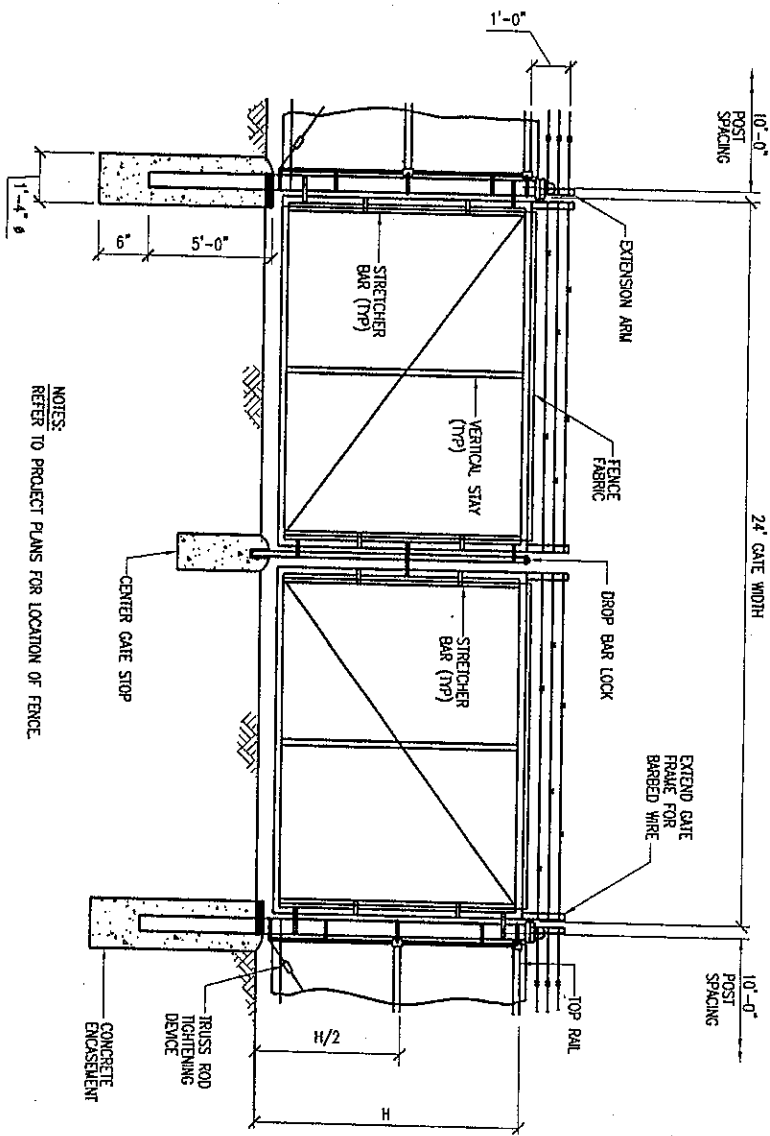 24' GATE WIDTH
10'-0"
POST
SPACING
10'-0"
POST
SPACING
1'-0"
EXTENSION ARM
FENCE
FABRIC
DROP BAR LOCK
EXTEND GATE
FRAME FOR
BARBED WIRE
TOP RAIL
STRETCHER
BAR (TYP)
VERTICAL STAY
(TYP)
STRETCHER
BAR (TYP)
H/2
H
TRUSS ROD
TIGHTENING
DEVICE
5'-0"
6"
1'-4" ø
CENTER GATE STOP
CONCRETE
ENCASEMENT
NOTES:
REFER TO PROJECT PLANS FOR LOCATION OF FENCE.